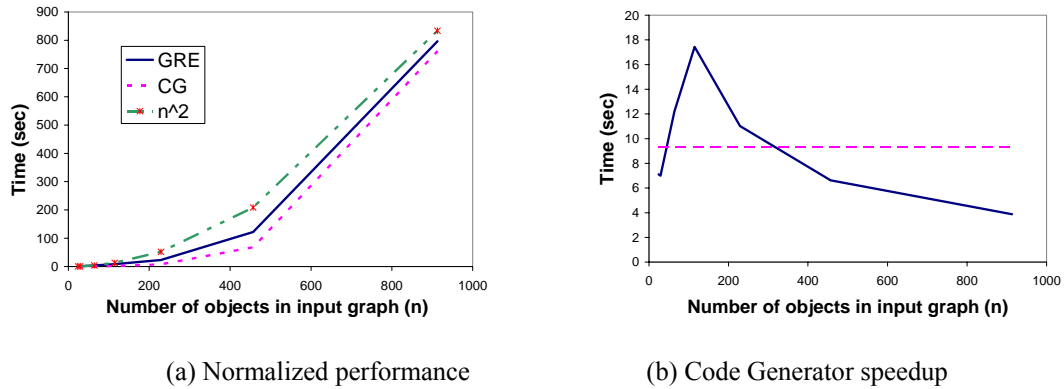 900
800
700
600
500
400
300
200
100
0
Time (sec)
GRE
CG
n^2
0 200 400 600 800 1000
Number of objects in input graph (n)
(a) Normalized performance
20
18
16
14
12
10
8
6
4
2
0
Time (sec)
0 200 400 600 800 1000
Number of objects in input graph (n)
(b) Code Generator speedup